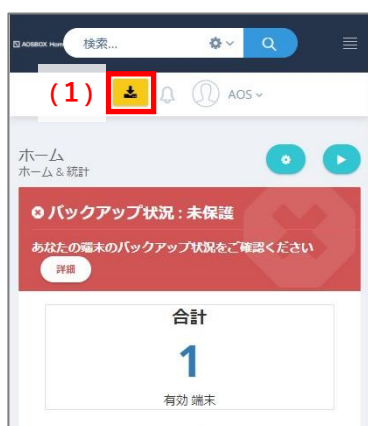 AOSBOX Home
検索...
(1)
AOS
ホーム
ホーム & 統計
バックアップ状況 : 未保護
あなたの端末のバックアップ状況をご確認ください
詳細
合計
1
有効 端末